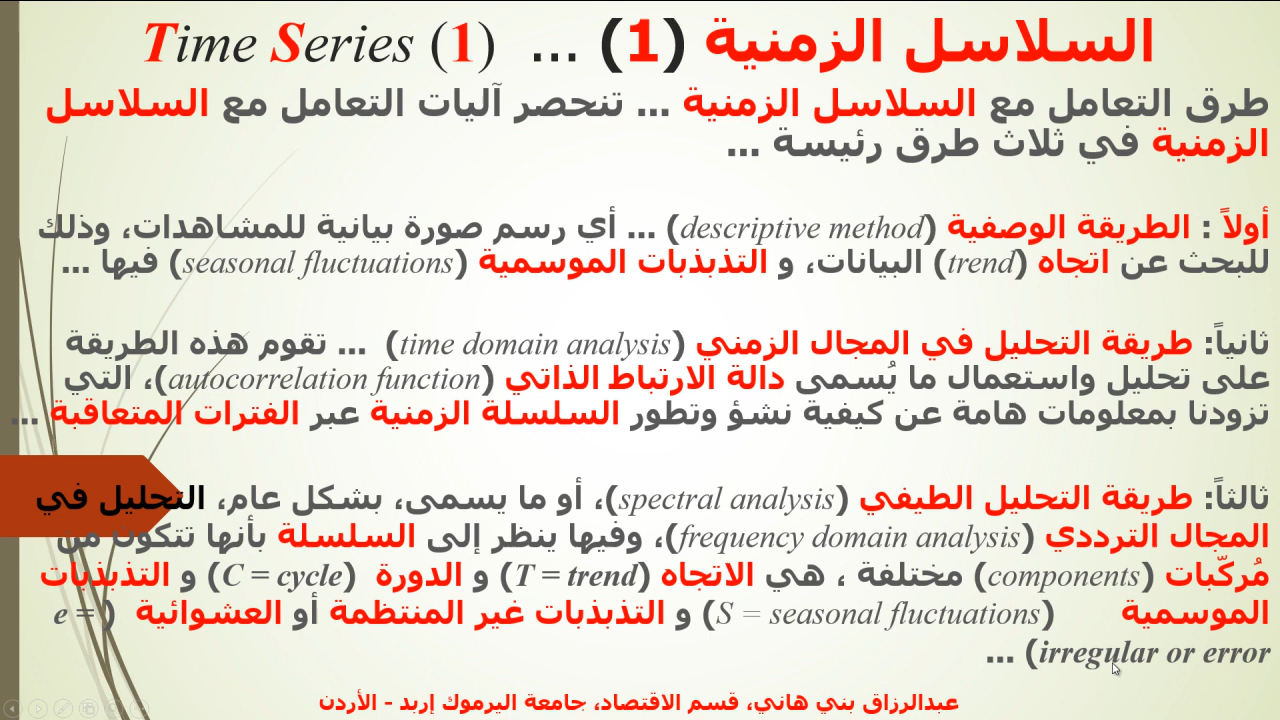 السلاسل الزمنية (1) ... Time Series (1)
طرق التعامل مع السلاسل الزمنية ... تنحصر آليات التعامل مع السلاسل
الزمنية في ثلاث طرق رئيسة ...
أولاً : الطريقة الوصفية (descriptive method) ... أي رسم صورة بيانية للمشاهدات، وذلك
للبحث عن اتجاه (trend) البيانات، و التذبذبات الموسمية (seasonal fluctuations) فيها ...
ثانياً: طريقة التحليل في المجال الزمني (time domain analysis) ... تقوم هذه الطريقة
على تحليل واستعمال ما يُسمى دالة الارتباط الذاتي (autocorrelation function)، التي
تزودنا بمعلومات هامة عن كيفية نشؤ وتطور السلسلة الزمنية عبر الفترات المتعاقبة ...
ثالثاً: طريقة التحليل الطيفي (spectral analysis)، أو ما يسمى، بشكل عام، التحليل في
المجال الترددي (frequency domain analysis)، وفيها ينظر إلى السلسلة بأنها تتكون من
مُركّبات (components) مختلفة ، هي الاتجاه (T = trend) و الدورة (C = cycle) و التذبذبات
الموسمية (S = seasonal fluctuations) و التذبذبات غير المنتظمة أو العشوائية (e =
irregular or error) ...
عبدالرزاق بني هاني، قسم الاقتصاد، جامعة اليرموك إربد - الأردن